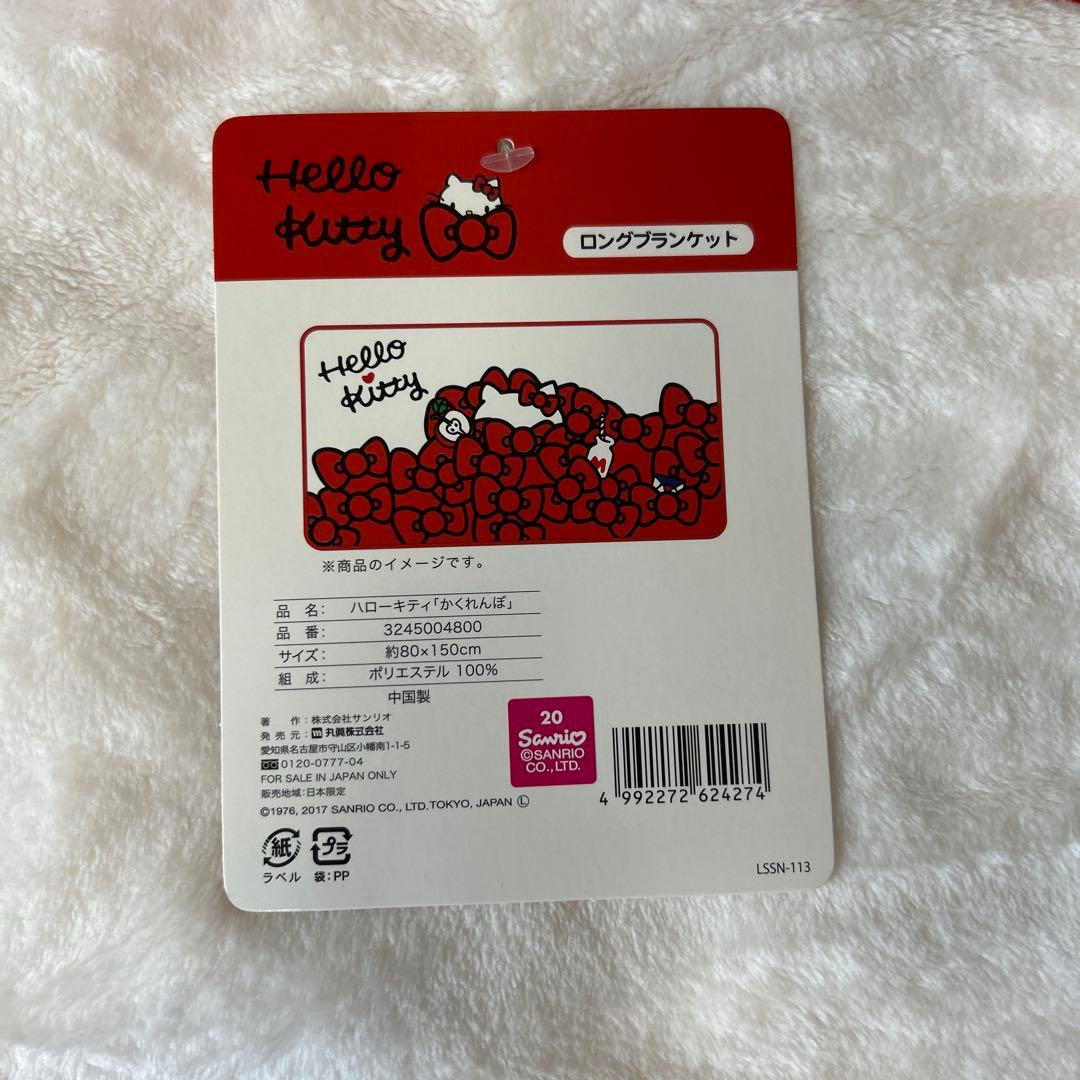 Hello
Kitty
ロングブランケット
Hello
Kitty
M
※商品のイメージです。
品 名: ハローキティ「かくれんぼ」
品 番: 3245004800
サイズ: 約80×150cm
組 成: ポリエステル 100%
中国製
著 作:株式会社サンリオ
発 売 元: m 丸眞株式会社
愛知県名古屋市守山区小幡南1-1-5
0120-0777-04
FOR SALE IN JAPAN ONLY
販売地域:日本限定
©1976, 2017 SANRIO CO., LTD.TOKYO, JAPAN Ⓛ
20
Sanrio
©SANRIO
CO.,LTD.
4 992272 624274
紙
プラ
ラベル 袋:PP
LSSN-113